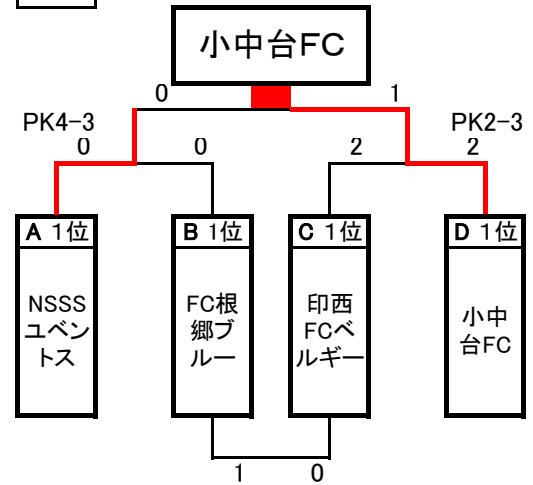 小中台FC
0 1
PK4-3 PK2-3
0 0 2 2
A 1位 B 1位 C 1位 D 1位
NSSS
ユベン
トス
FC根
郷ブ
ルー
印西
FCベ
ルギー
小中
台FC
1 0